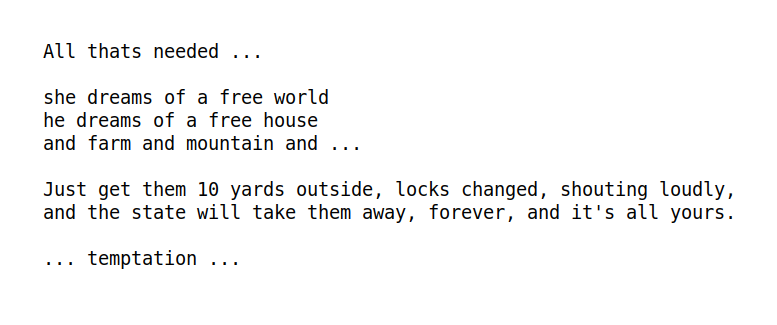 All thats needed ...
she dreams of a free world
he dreams of a free house
and farm and mountain and ...
Just get them 10 yards outside, locks changed, shouting loudly,
and the state will take them away, forever, and it's all yours.
... temptation ...